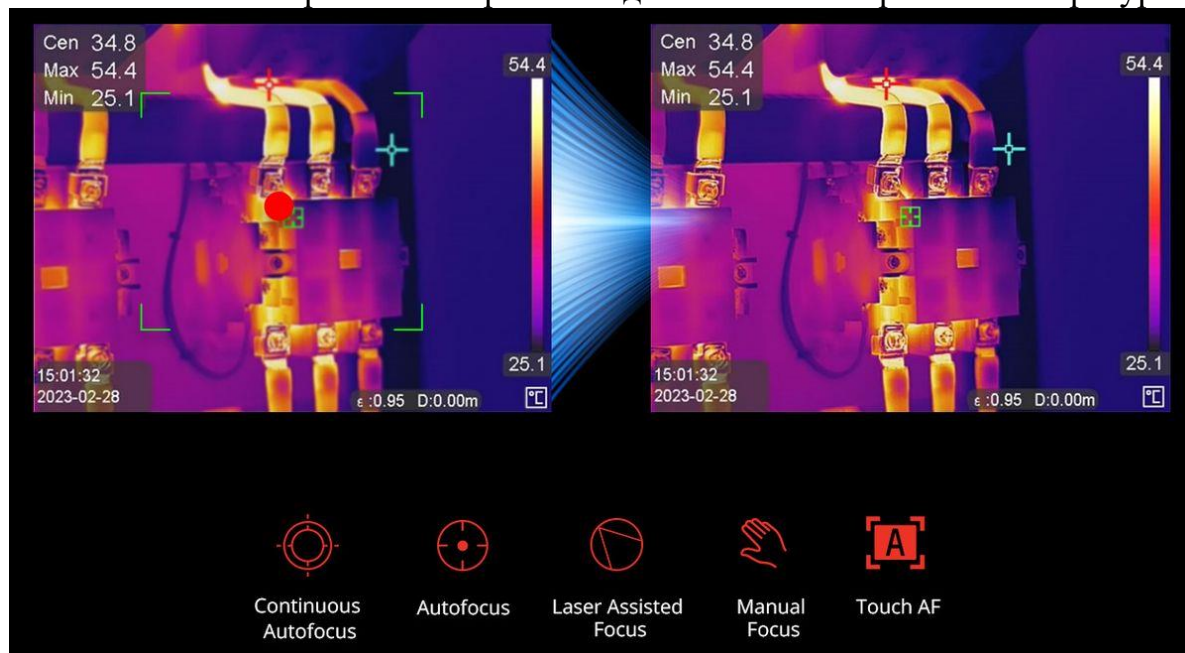 Cen 34.8
Max 54.4
Min 25.1
54.4
25.1
15:01:32
2023-02-28
ε :0.95 D:0.00m
°C
Cen 34.8
Max 54.4
Min 25.1
54.4
25.1
15:01:32
2023-02-28
ε :0.95 D:0.00m
°C
A
Continuous
Autofocus
Autofocus
Laser Assisted
Focus
Manual
Focus
Touch AF